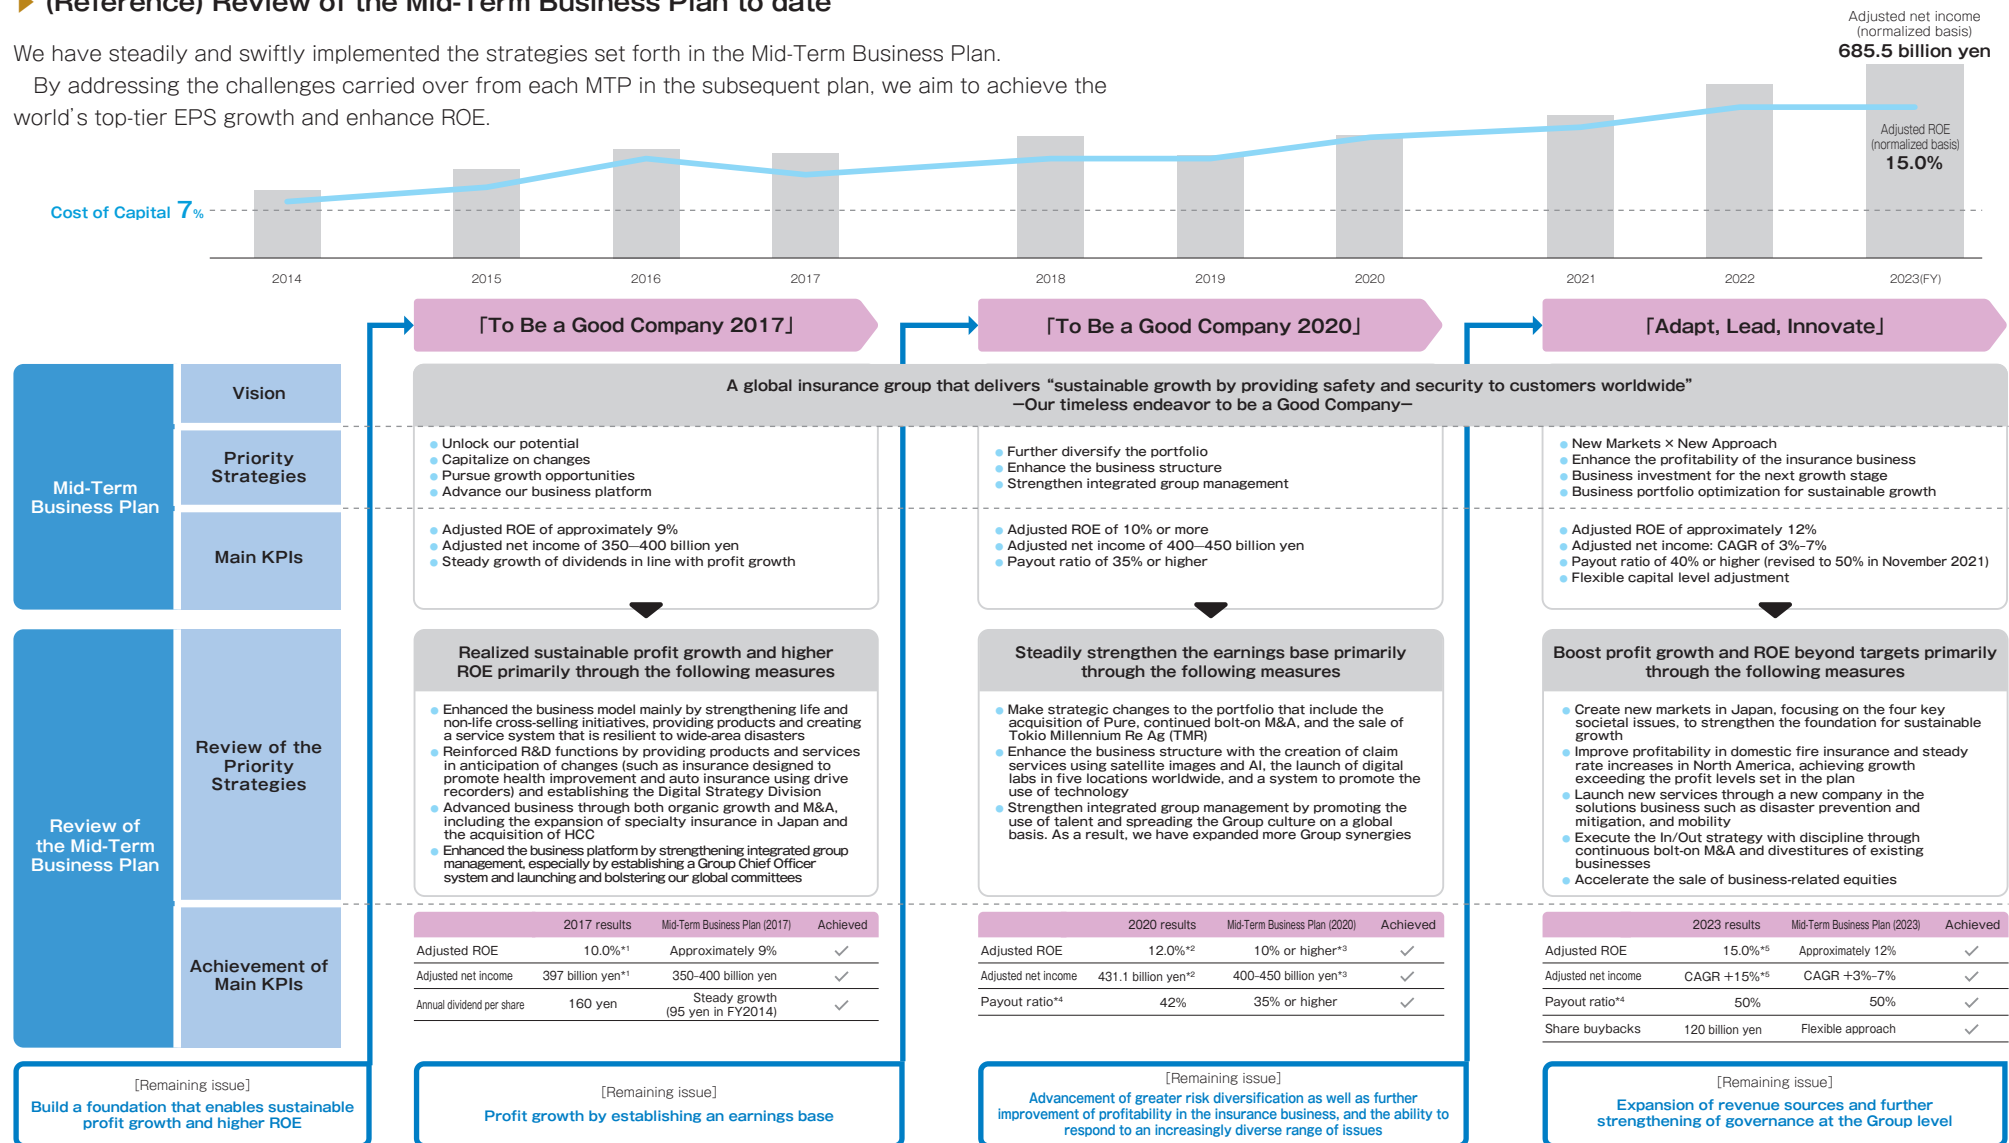 (Reference) Review of the Mid-Term Business Plan to date
We have steadily and swiftly implemented the strategies set forth in the Mid-Term Business Plan.
By addressing the challenges carried over from each MTP in the subsequent plan, we aim to achieve the
world's top-tier EPS growth and enhance ROE.
Adjusted net income
(normalized basis)
685.5 billion yen
Adjusted ROE
(normalized basis)
15.0%
Cost of Capital 7%
2014
2015
2016
2017
2018
2019
2020
2021
2022
2023(FY)
「To Be a Good Company 2017」
「To Be a Good Company 2020」
「Adapt, Lead, Innovate」
Mid-Term
Business Plan
Vision
A global insurance group that delivers “sustainable growth by providing safety and security to customers worldwide”
—Our timeless endeavor to be a Good Company—
Priority
Strategies
● Unlock our potential
● Capitalize on changes
● Pursue growth opportunities
● Advance our business platform
● Further diversify the portfolio
● Enhance the business structure
● Strengthen integrated group management
● New Markets × New Approach
● Enhance the profitability of the insurance business
● Business investment for the next growth stage
● Business portfolio optimization for sustainable growth
Main KPIs
● Adjusted ROE of approximately 9%
● Adjusted net income of 350—400 billion yen
● Steady growth of dividends in line with profit growth
● Adjusted ROE of 10% or more
● Adjusted net income of 400—450 billion yen
● Payout ratio of 35% or higher
● Adjusted ROE of approximately 12%
● Adjusted net income: CAGR of 3%-7%
● Payout ratio of 40% or higher (revised to 50% in November 2021)
● Flexible capital level adjustment
Review of
the Mid-Term
Business Plan
Review of the
Priority
Strategies
Realized sustainable profit growth and higher
ROE primarily through the following measures
● Enhanced the business model mainly by strengthening life and
non-life cross-selling initiatives, providing products and creating
a service system that is resilient to wide-area disasters
● Reinforced R&D functions by providing products and services
in anticipation of changes (such as insurance designed to
promote health improvement and auto insurance using drive
recorders) and establishing the Digital Strategy Division
● Advanced business through both organic growth and M&A,
including the expansion of specialty insurance in Japan and
the acquisition of HCC
● Enhanced the business platform by strengthening integrated group
management, especially by establishing a Group Chief Officer
system and launching and bolstering our global committees
Steadily strengthen the earnings base primarily
through the following measures
● Make strategic changes to the portfolio that include the
acquisition of Pure, continued bolt-on M&A, and the sale of
Tokio Millennium Re Ag (TMR)
● Enhance the business structure with the creation of claim
services using satellite images and AI, the launch of digital
labs in five locations worldwide, and a system to promote the
use of technology
● Strengthen integrated group management by promoting the
use of talent and spreading the Group culture on a global
basis. As a result, we have expanded more Group synergies
Boost profit growth and ROE beyond targets primarily
through the following measures
● Create new markets in Japan, focusing on the four key
societal issues, to strengthen the foundation for sustainable
growth
● Improve profitability in domestic fire insurance and steady
rate increases in North America, achieving growth
exceeding the profit levels set in the plan
● Launch new services through a new company in the
solutions business such as disaster prevention and
mitigation, and mobility
● Execute the In/Out strategy with discipline through
continuous bolt-on M&A and divestitures of existing
businesses
● Accelerate the sale of business-related equities
Achievement of
Main KPIs
2017 results Mid-Term Business Plan (2017) Achieved
Adjusted ROE 10.0%*1 Approximately 9% ✓
Adjusted net income 397 billion yen*1 350-400 billion yen ✓
Annual dividend per share 160 yen Steady growth
(95 yen in FY2014) ✓
2020 results Mid-Term Business Plan (2020) Achieved
Adjusted ROE 12.0%*2 10% or higher*3 ✓
Adjusted net income 431.1 billion yen*2 400-450 billion yen*3 ✓
Payout ratio*4 42% 35% or higher ✓
2023 results Mid-Term Business Plan (2023) Achieved
Adjusted ROE 15.0%*5 Approximately 12% ✓
Adjusted net income CAGR +15%*5 CAGR +3%-7% ✓
Payout ratio*4 50% 50% ✓
Share buybacks 120 billion yen Flexible approach ✓
[Remaining issue]
Build a foundation that enables sustainable
profit growth and higher ROE
[Remaining issue]
Profit growth by establishing an earnings base
[Remaining issue]
Advancement of greater risk diversification as well as further
improvement of profitability in the insurance business, and the ability to
respond to an increasingly diverse range of issues
[Remaining issue]
Expansion of revenue sources and further
strengthening of governance at the Group level